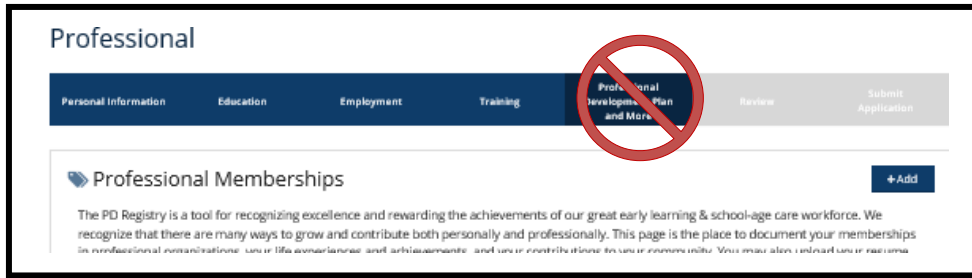 Professional
Personal Information
Education
Employment
Training
Professional
Development Plan
and More
Review
Submit
Application
Professional Memberships
+Add
The PD Registry is a tool for recognizing excellence and rewarding the achievements of our great early learning & school-age care workforce. We
recognize that there are many ways to grow and contribute both personally and professionally. This page is the place to document your memberships
in professional organizations, your life experiences and achievements, and your contributions to your community. You may also upload your resume